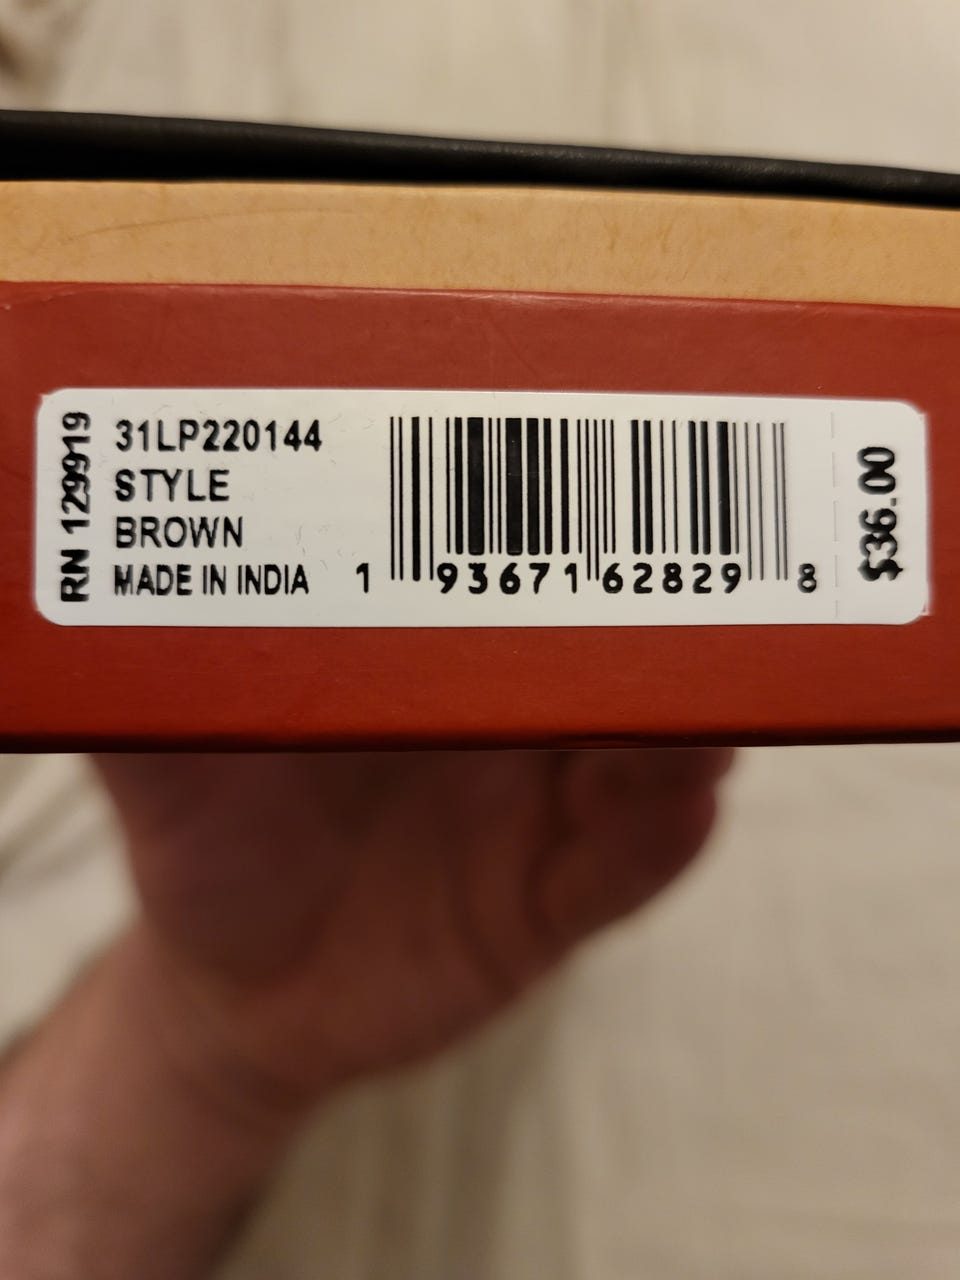 RN 129919
31LP220144
STYLE
BROWN
MADE IN INDIA
1 93671 62829 8
$36.00